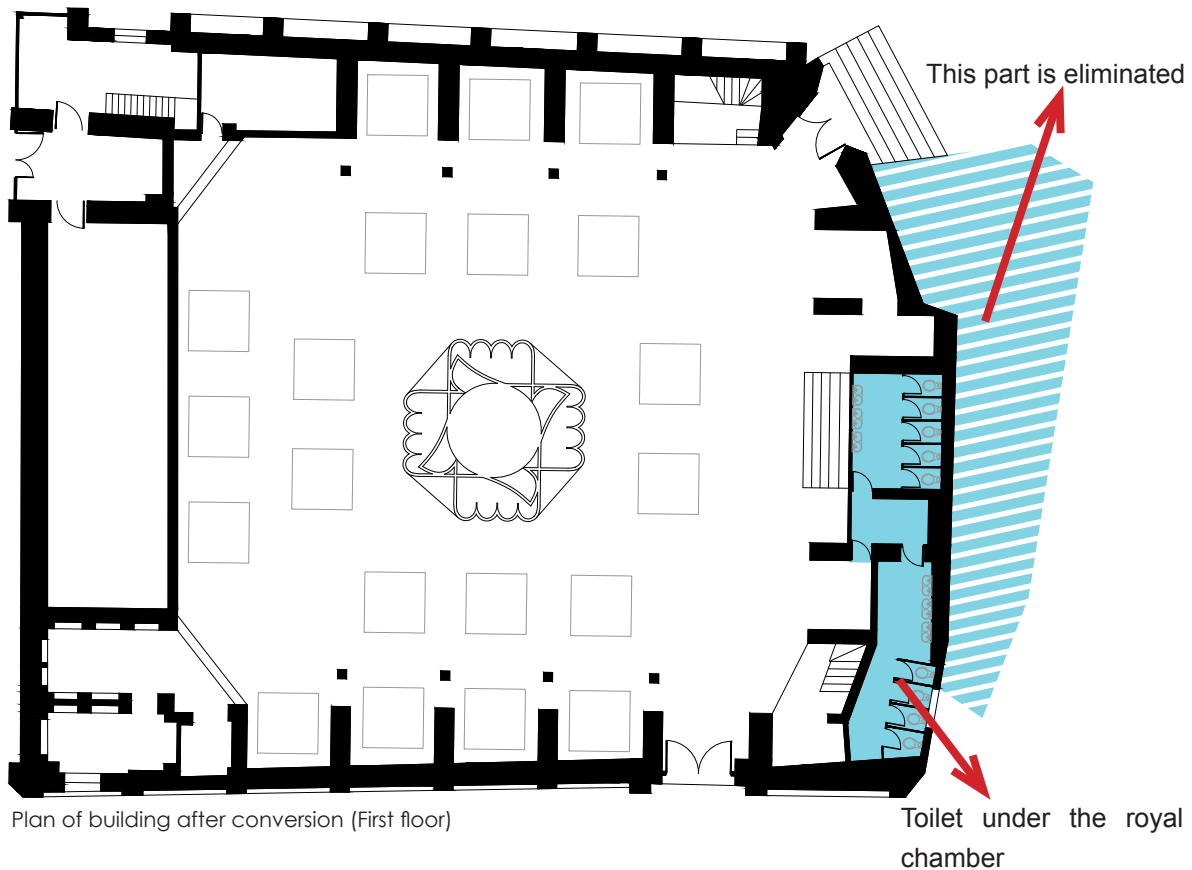 This part is eliminated
Plan of building after conversion (First floor)
Toilet under the royal
chamber